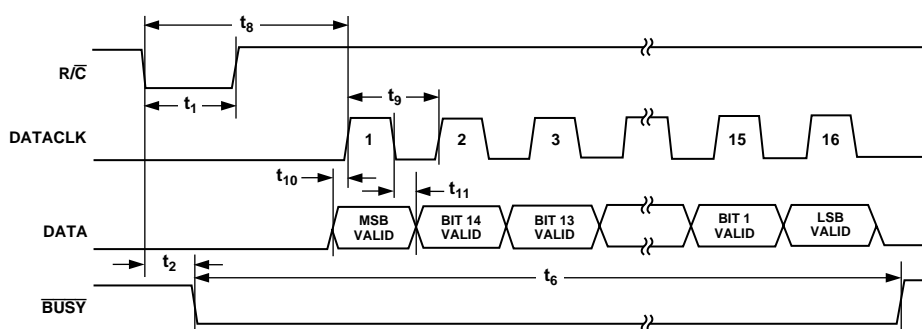 t8
R/C̅
t1
t9
DATACLK
1 2 3 15 16
t10
t11
DATA
MSB VALID
BIT 14 VALID
BIT 13 VALID
BIT 1 VALID
LSB VALID
t2
t6
B̅U̅S̅Y̅